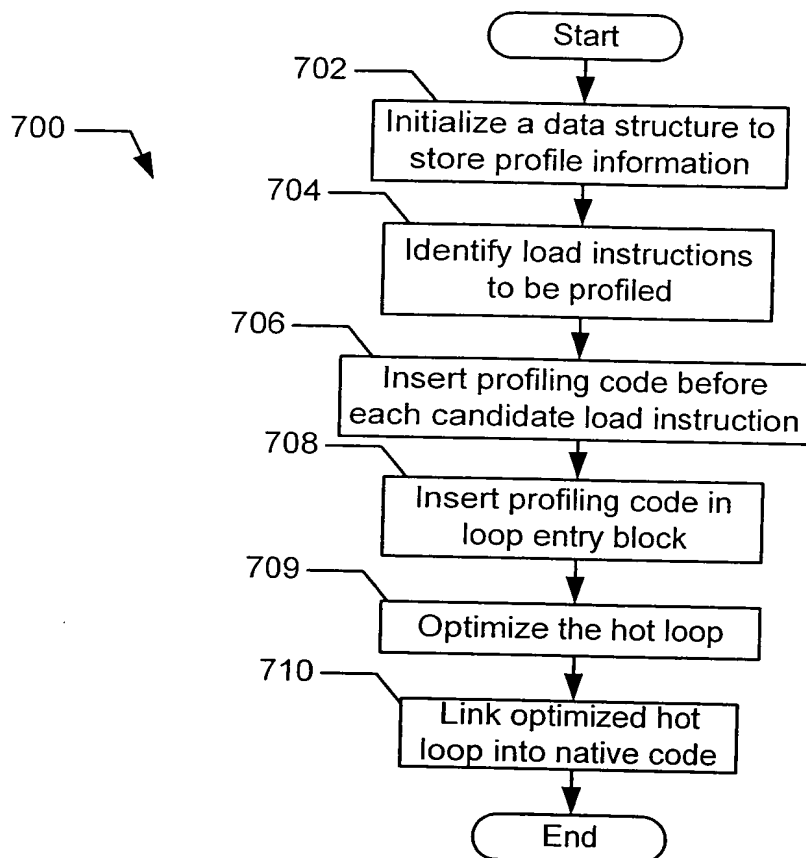 Start
702
700
Initialize a data structure to
store profile information
704
Identify load instructions
to be profiled
706
Insert profiling code before
each candidate load instruction
708
Insert profiling code in
loop entry block
709
Optimize the hot loop
710
Link optimized hot
loop into native code
End